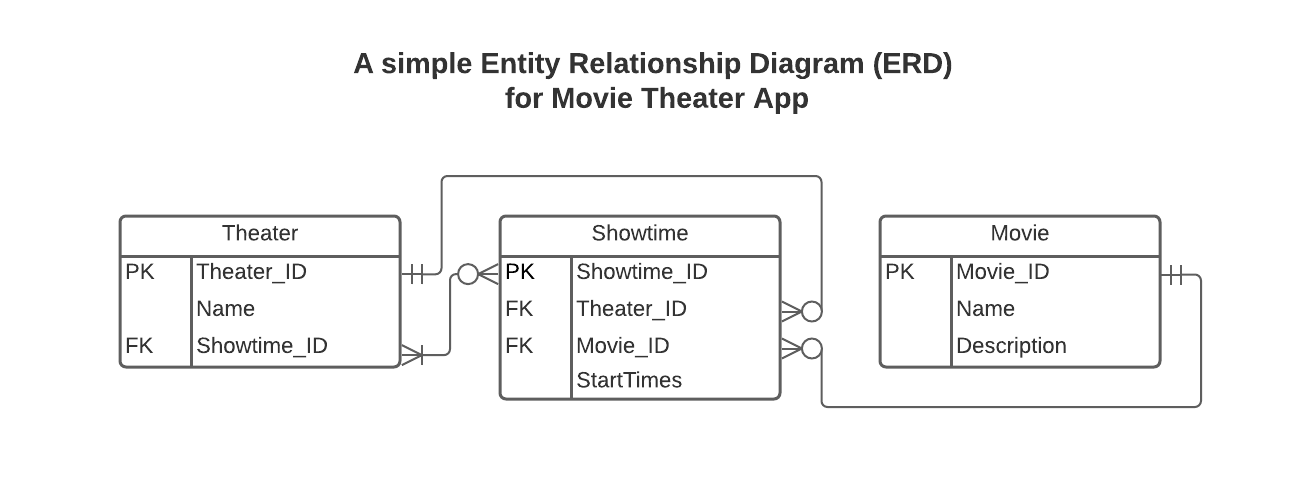 A simple Entity Relationship Diagram (ERD)
for Movie Theater App
Theater
PK Theater_ID
Name
FK Showtime_ID
Showtime
PK Showtime_ID
FK Theater_ID
FK Movie_ID
StartTimes
Movie
PK Movie_ID
Name
Description